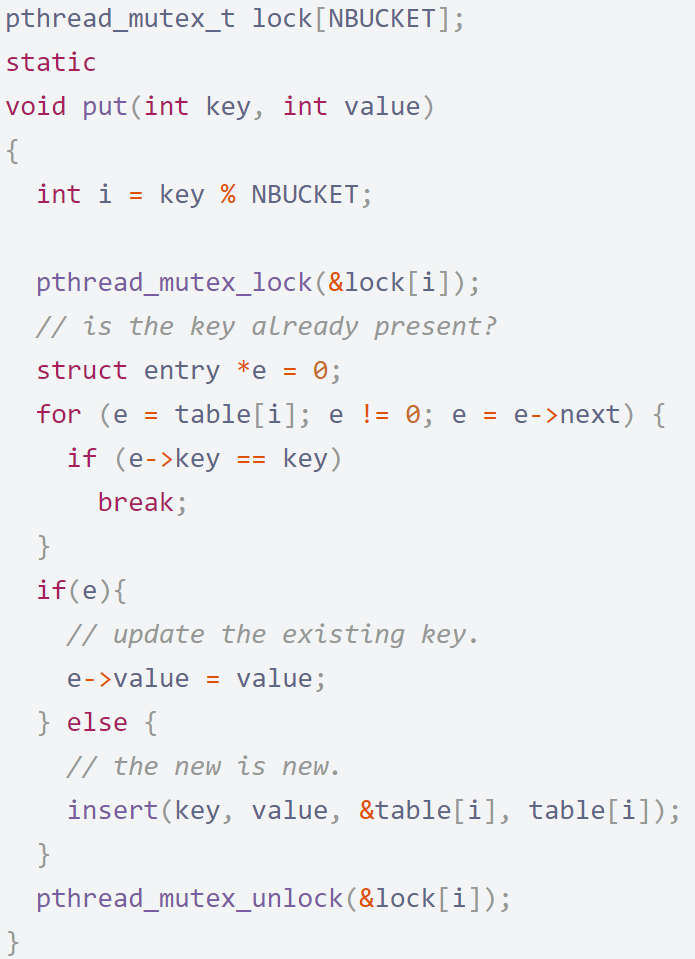 pthread_mutex_t lock[NBUCKET];
static
void put(int key, int value)
{
  int i = key % NBUCKET;

  pthread_mutex_lock(&lock[i]);
  // is the key already present?
  struct entry *e = 0;
  for (e = table[i]; e != 0; e = e->next) {
    if (e->key == key)
      break;
  }
  if(e){
    // update the existing key.
    e->value = value;
  } else {
    // the new is new.
    insert(key, value, &table[i], table[i]);
  }
  pthread_mutex_unlock(&lock[i]);
}